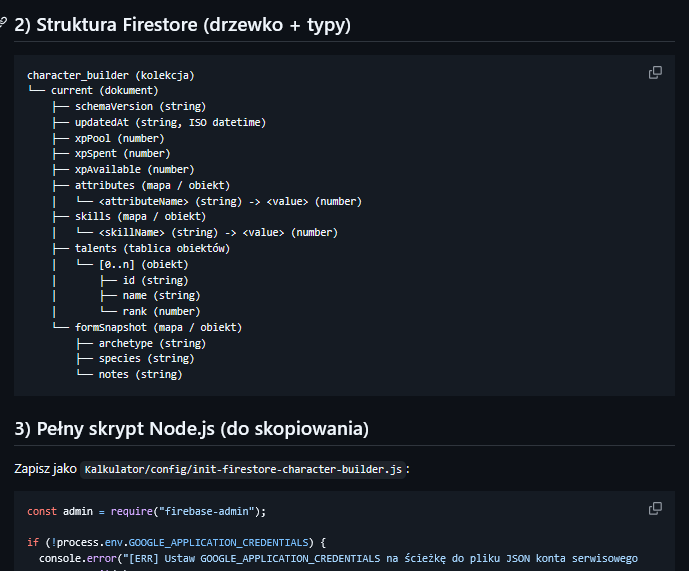 2) Struktura Firestore (drzewko + typy)
character_builder (kolekcja)
└── current (dokument)
    ├── schemaVersion (string)
    ├── updatedAt (string, ISO datetime)
    ├── xpPool (number)
    ├── xpSpent (number)
    ├── xpAvailable (number)
    ├── attributes (mapa / obiekt)
    │   └── <attributeName> (string) -> <value> (number)
    ├── skills (mapa / obiekt)
    │   └── <skillName> (string) -> <value> (number)
    ├── talents (tablica obiektów)
    │   └── [0..n] (obiekt)
    │       ├── id (string)
    │       ├── name (string)
    │       └── rank (number)
    └── formSnapshot (mapa / obiekt)
        ├── archetype (string)
        ├── species (string)
        └── notes (string)
3) Pełny skrypt Node.js (do skopiowania)
Zapisz jako Kalkulator/config/init-firestore-character-builder.js:
const admin = require("firebase-admin");
if (!process.env.GOOGLE_APPLICATION_CREDENTIALS) {
  console.error("[ERR] Ustaw GOOGLE_APPLICATION_CREDENTIALS na ścieżkę do pliku JSON konta serwisowego